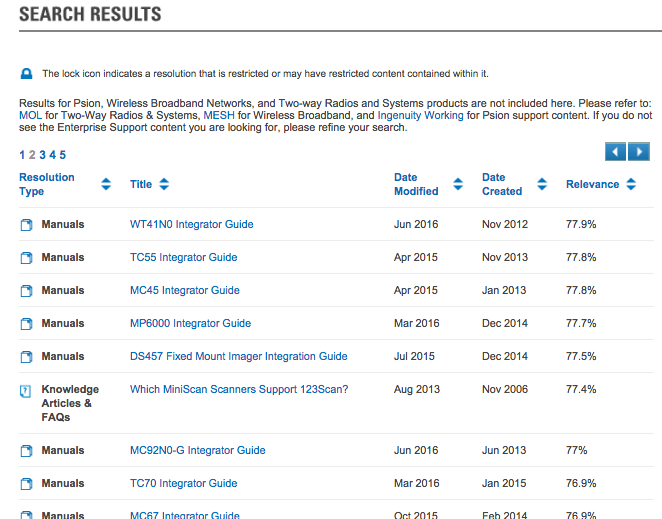 SEARCH RESULTS
The lock icon indicates a resolution that is restricted or may have restricted content contained within it.
Results for Psion, Wireless Broadband Networks, and Two-way Radios and Systems products are not included here. Please refer to:
MOL for Two-Way Radios & Systems, MESH for Wireless Broadband, and Ingenuity Working for Psion support content. If you do not
see the Enterprise Support content you are looking for, please refine your search.
1 2 3 4 5
Resolution Type Title Date Modified Date Created Relevance
Manuals WT41N0 Integrator Guide Jun 2016 Nov 2012 77.9%
Manuals TC55 Integrator Guide Apr 2015 Nov 2013 77.8%
Manuals MC45 Integrator Guide Apr 2015 Jan 2013 77.8%
Manuals MP6000 Integrator Guide Mar 2016 Dec 2014 77.7%
Manuals DS457 Fixed Mount Imager Integration Guide Jul 2015 Dec 2014 77.5%
Knowledge Articles & FAQs Which MiniScan Scanners Support 123Scan? Aug 2013 Nov 2006 77.4%
Manuals MC92N0-G Integrator Guide Jun 2016 Jun 2013 77%
Manuals TC70 Integrator Guide Mar 2016 Jan 2015 76.9%
Manuals MC67 Integrator Guide Oct 2015 Feb 2014 76.9%